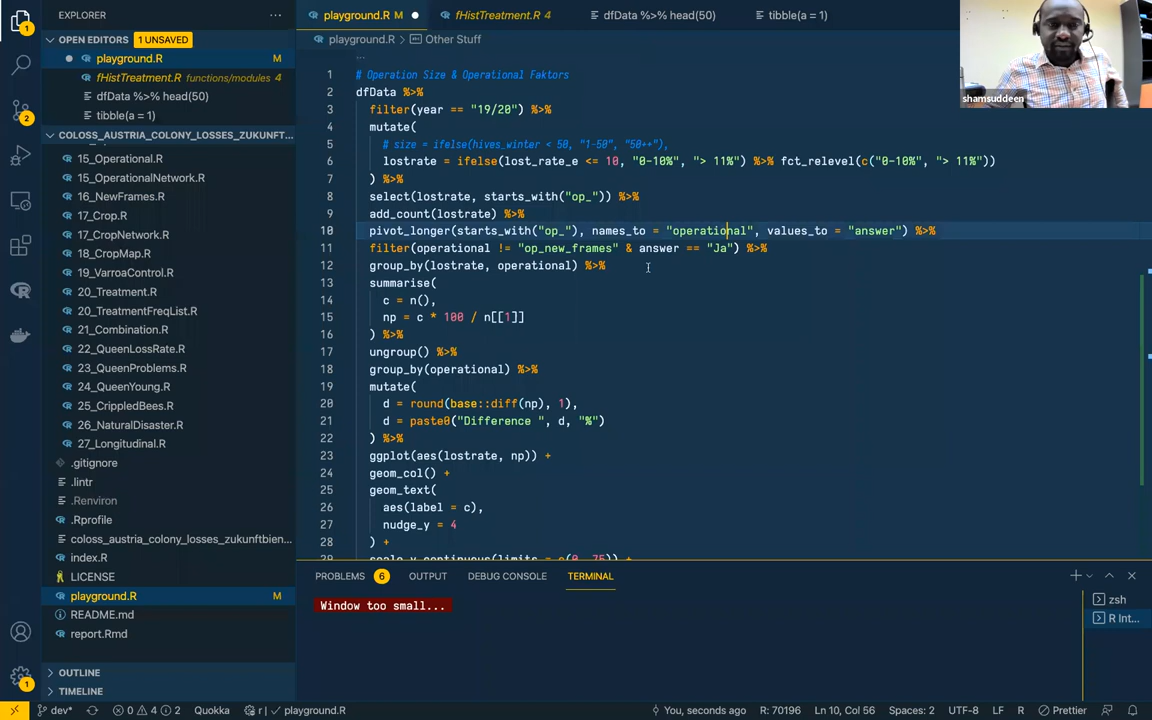 EXPLORER
OPEN EDITORS 1 UNSAVED
playground.R M
fHistTreatment.R functions/modules 4
dfData %>% head(50)
tibble(a = 1)
COLOSS_AUSTRIA_COLONY_LOSSES_ZUKUNFT...
15_Operational.R
15_OperationalNetwork.R
16_NewFrames.R
17_Crop.R
17_CropNetwork.R
18_CropMap.R
19_VarroaControl.R
20_Treatment.R
20_TreatmentFreqList.R
21_Combination.R
22_QueenLossRate.R
23_QueenProblems.R
24_QueenYoung.R
25_CrippledBees.R
26_NaturalDisaster.R
27_Longitudinal.R
.gitignore
.lintr
.Renviron
.Rprofile
coloss_austria_colony_losses_zukunftbien...
index.R
LICENSE
playground.R M
README.md
report.Rmd
OUTLINE
TIMELINE
playground.R M
fHistTreatment.R 4
dfData %>% head(50)
tibble(a = 1)
playground.R > Other Stuff
1 # Operation Size & Operational Faktors
2 dfData %>%
3 filter(year == "19/20") %>%
4 mutate(
5 # size = ifelse(hives_winter < 50, "1-50", "50++"),
6 lostrate = ifelse(lost_rate_e <= 10, "0-10%", "> 11%") %>% fct_relevel(c("0-10%", "> 11%"))
7 ) %>%
8 select(lostrate, starts_with("op_")) %>%
9 add_count(lostrate) %>%
10 pivot_longer(starts_with("op_"), names_to = "operational", values_to = "answer") %>%
11 filter(operational != "op_new_frames" & answer == "Ja") %>%
12 group_by(lostrate, operational) %>%
13 summarise(
14 c = n(),
15 np = c * 100 / n[[1]]
16 ) %>%
17 ungroup() %>%
18 group_by(operational) %>%
19 mutate(
20 d = round(base::diff(np), 1),
21 d = paste0("Difference ", d, "%")
22 ) %>%
23 ggplot(aes(lostrate, np)) +
24 geom_col() +
25 geom_text(
26 aes(label = c),
27 nudge_y = 4
28 ) +
29 scale_y_continuous(limits = c(0, 75)) +
shamsuddeen
PROBLEMS 6 OUTPUT DEBUG CONSOLE TERMINAL
Window too small...
zsh
R Int...
dev* 0 4 2 Quokka r playground.R You, seconds ago R: 70196 Ln 10, Col 56 Spaces: 2 UTF-8 LF R Prettier